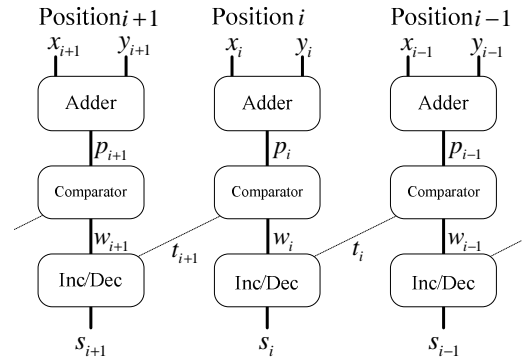 Position i+1 Position i Position i−1
x_{i+1} y_{i+1} x_i y_i x_{i-1} y_{i-1}
Adder Adder Adder
p_{i+1} p_i p_{i-1}
Comparator Comparator Comparator
w_{i+1} t_{i+1} w_i t_i w_{i-1}
Inc/Dec Inc/Dec Inc/Dec
s_{i+1} s_i s_{i-1}